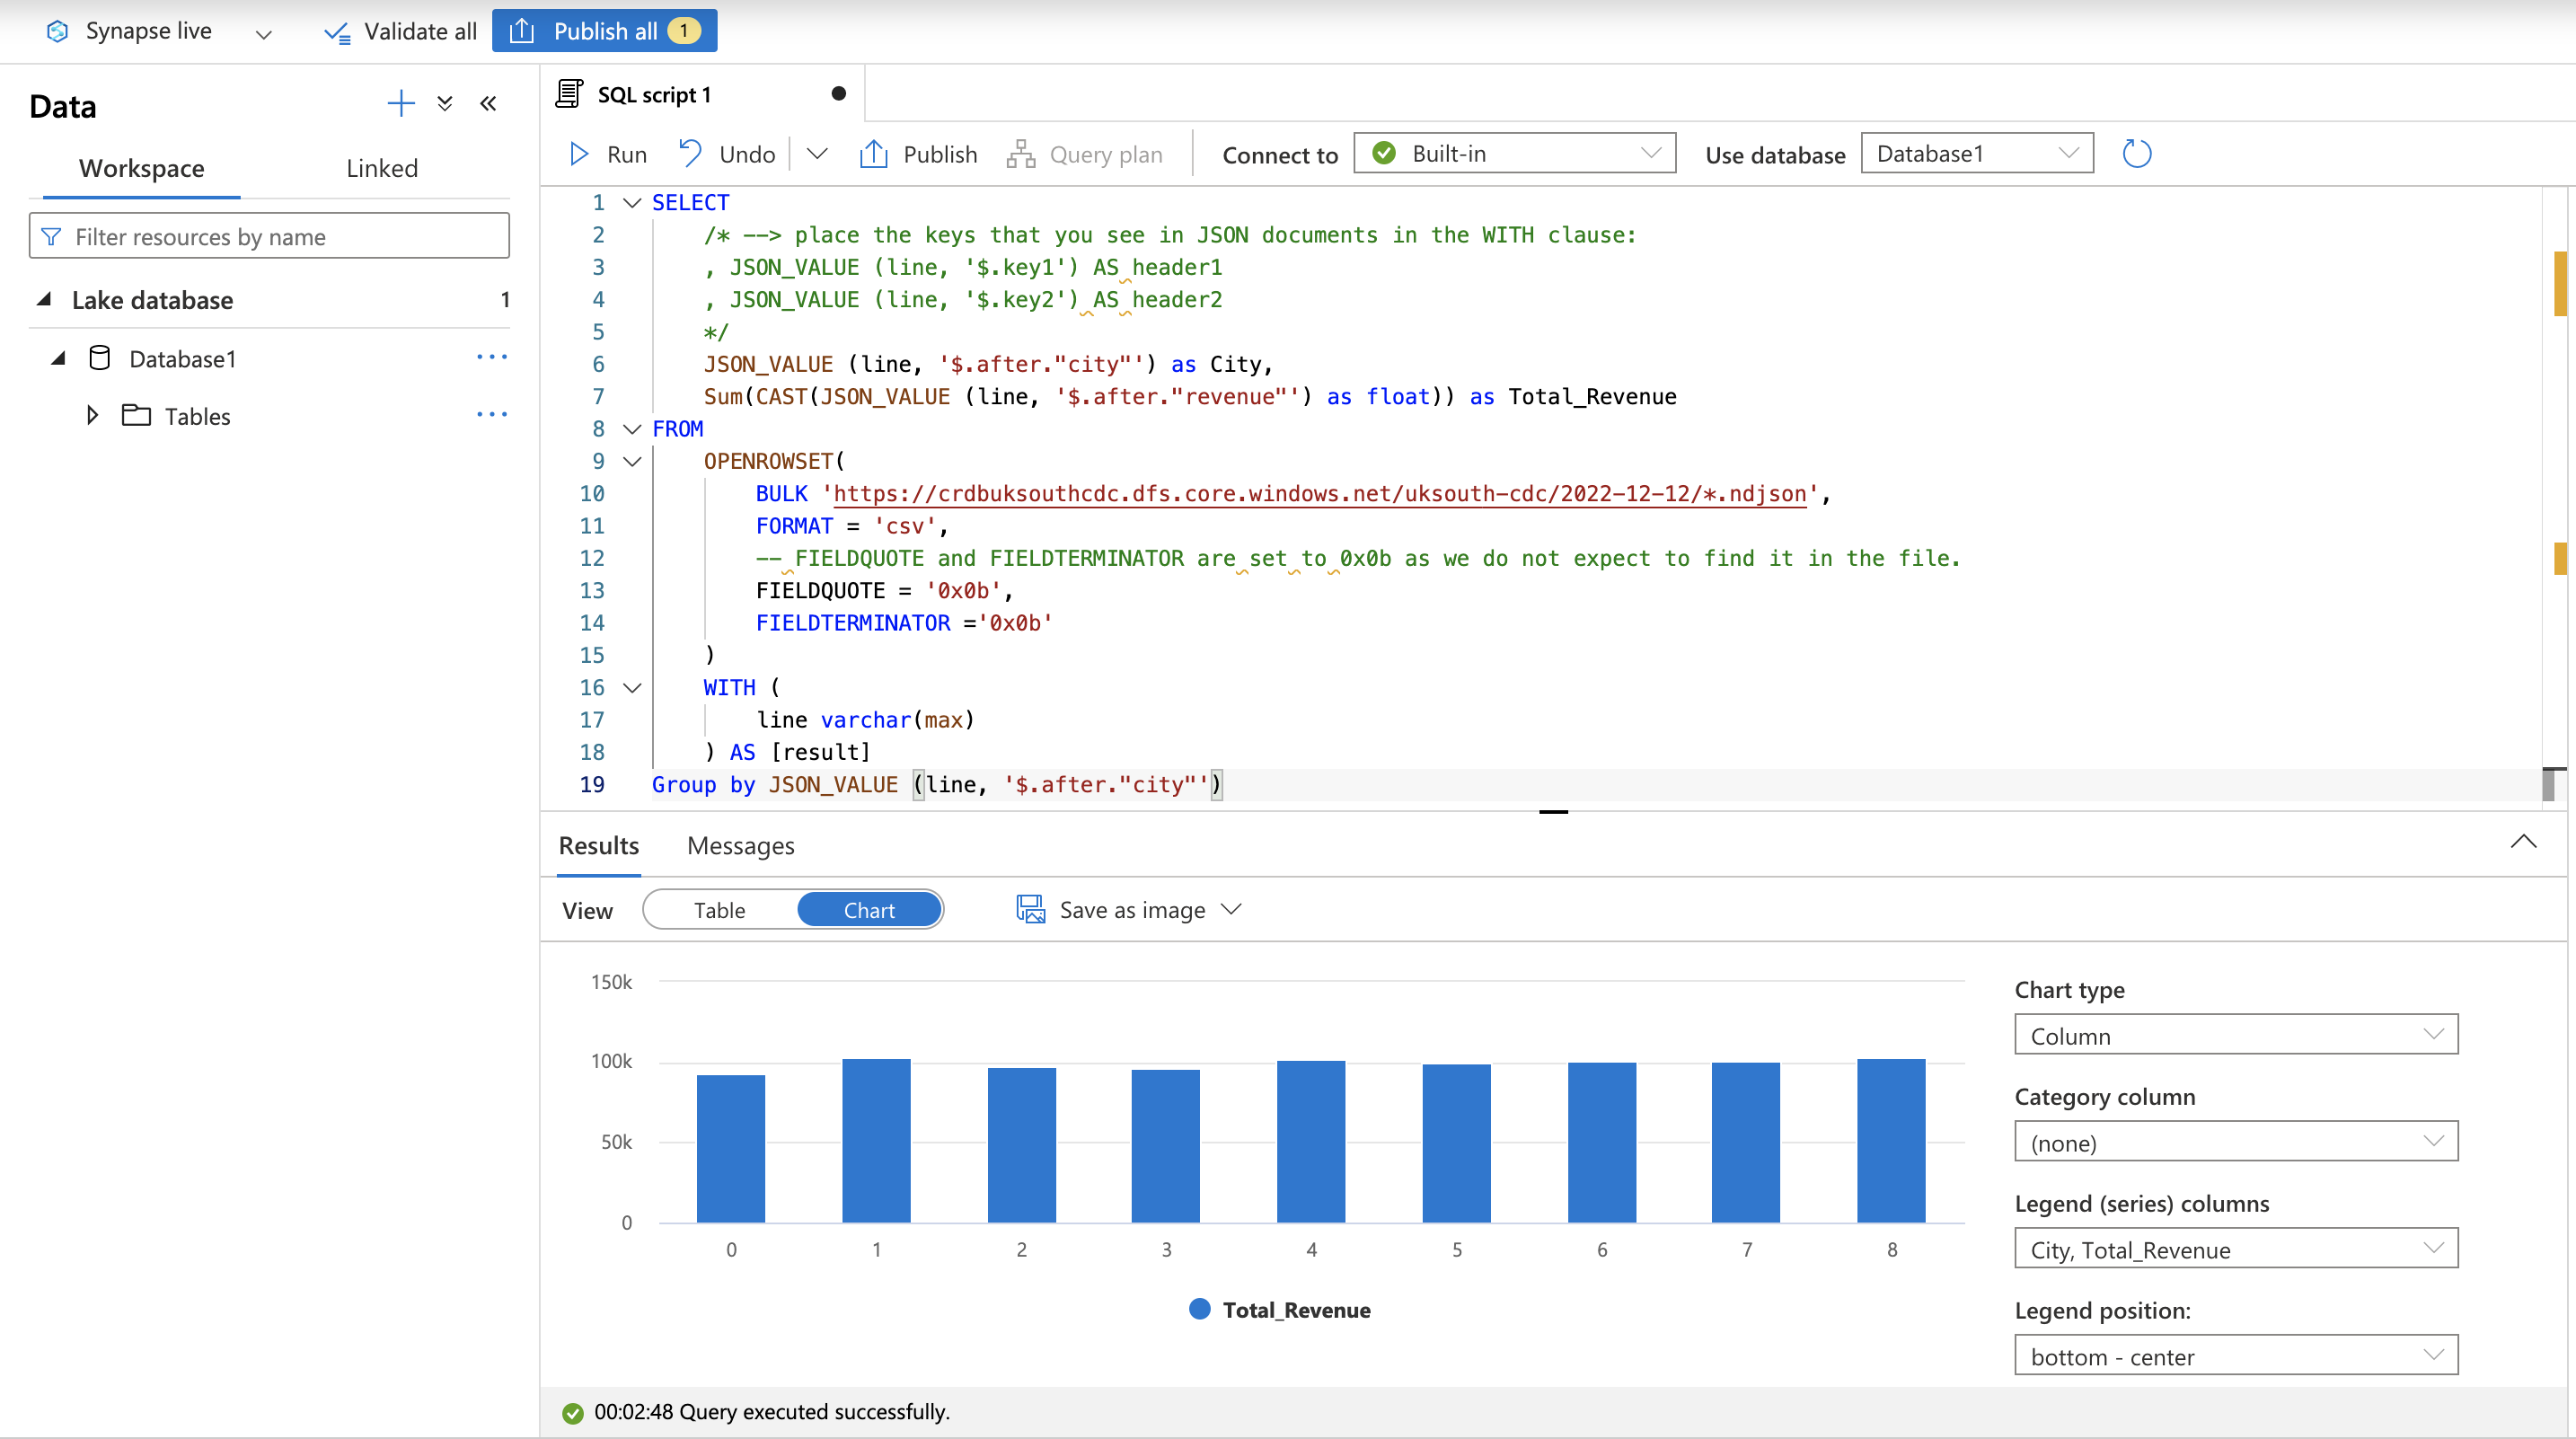 Synapse live
Validate all
Publish all 1
Data
Workspace Linked
Filter resources by name
Lake database 1
Database1
Tables
SQL script 1
Run Undo Publish Query plan Connect to Built-in Use database Database1
1 SELECT
2 /* --> place the keys that you see in JSON documents in the WITH clause:
3 , JSON_VALUE (line, '$.key1') AS header1
4 , JSON_VALUE (line, '$.key2') AS header2
5 */
6 JSON_VALUE (line, '$.after."city"') as City,
7 Sum(CAST(JSON_VALUE (line, '$.after."revenue"') as float)) as Total_Revenue
8 FROM
9 OPENROWSET(
10 BULK 'https://crdbuksouthcdc.dfs.core.windows.net/uksouth-cdc/2022-12-12/*.ndjson',
11 FORMAT = 'csv',
12 -- FIELDQUOTE and FIELDTERMINATOR are set to 0x0b as we do not expect to find it in the file.
13 FIELDQUOTE = '0x0b',
14 FIELDTERMINATOR ='0x0b'
15 )
16 WITH (
17 line varchar(max)
18 ) AS [result]
19 Group by JSON_VALUE (line, '$.after."city"')
Results Messages
View Table Chart Save as image
150k
100k
50k
0
0 1 2 3 4 5 6 7 8
Total_Revenue
Chart type
Column
Category column
(none)
Legend (series) columns
City, Total_Revenue
Legend position:
bottom - center
00:02:48 Query executed successfully.